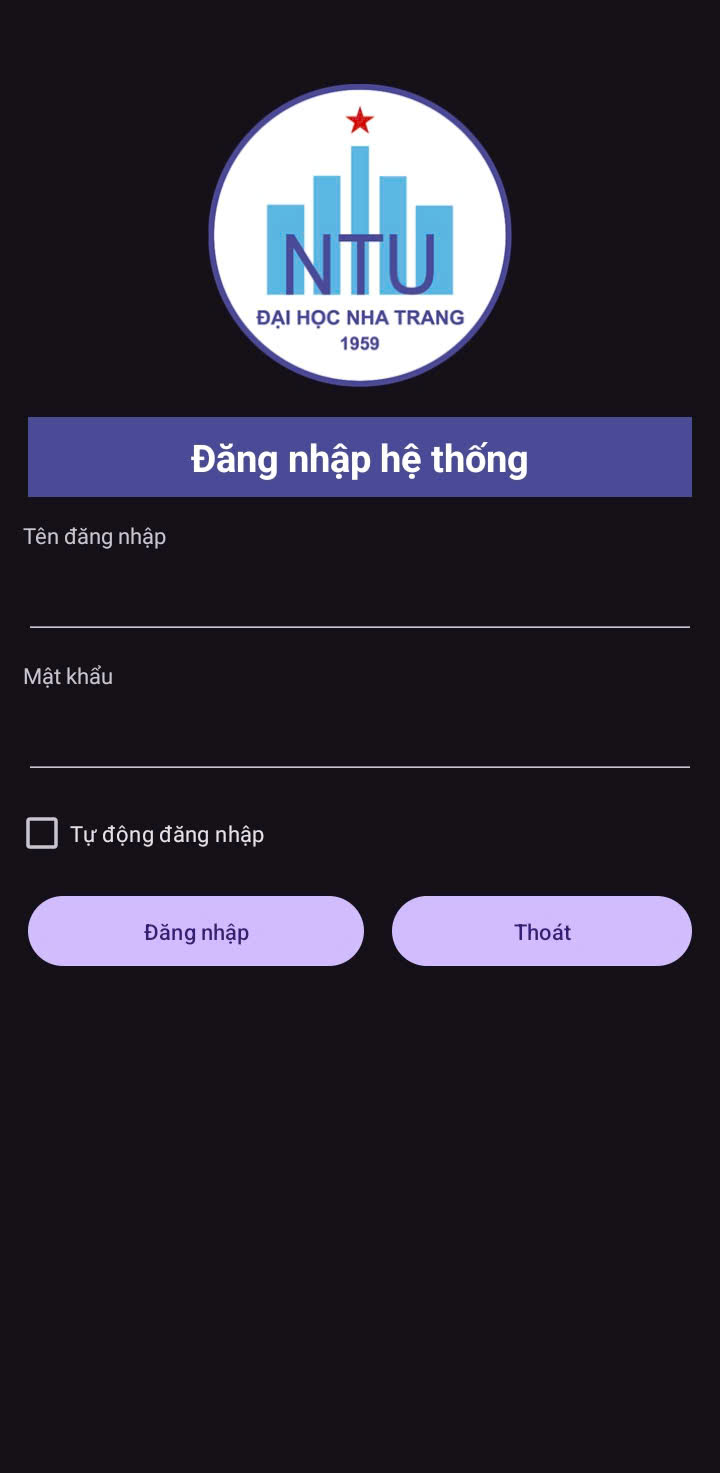 NTU
ĐẠI HỌC NHA TRANG
1959
Đăng nhập hệ thống
Tên đăng nhập
Mật khẩu
Tự động đăng nhập
Đăng nhập
Thoát